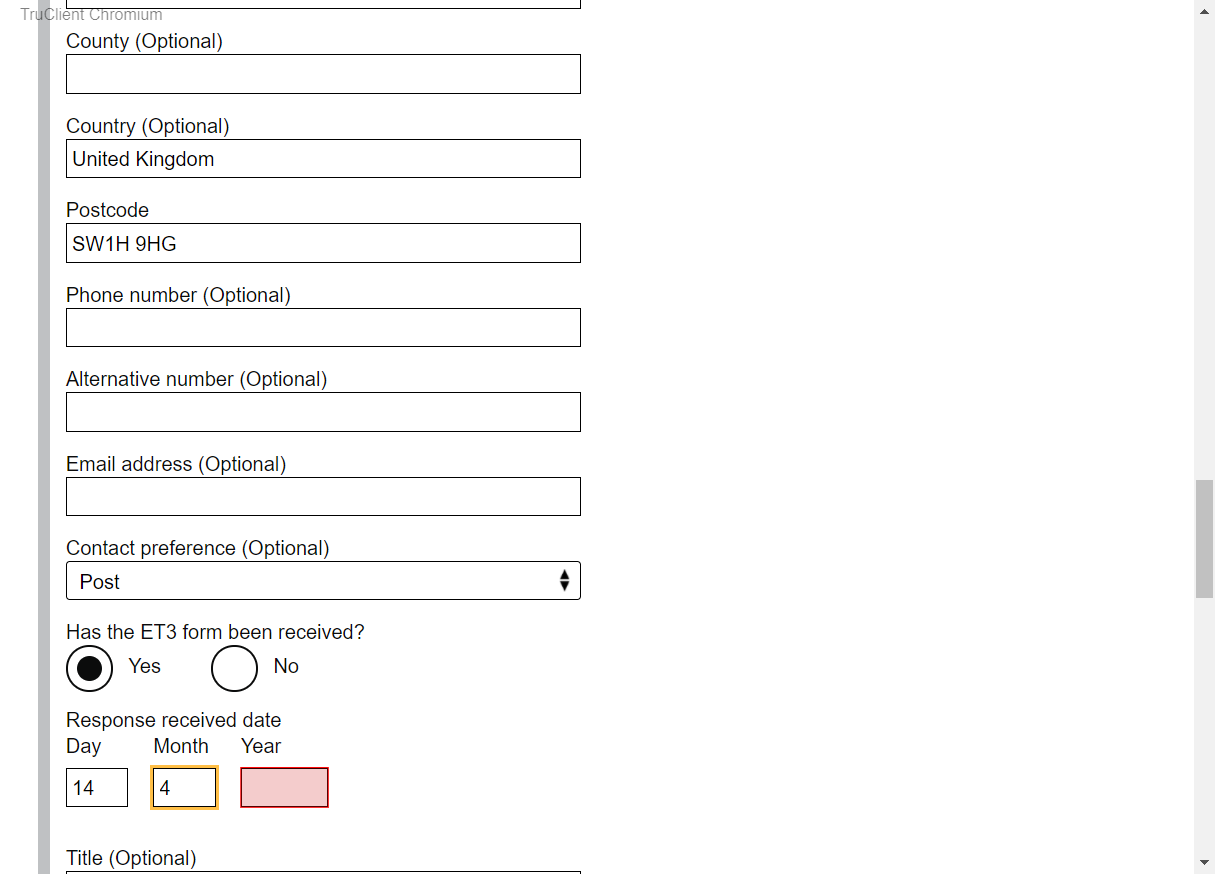 TruClient Chromium
County (Optional)
Country (Optional)
United Kingdom
Postcode
SW1H 9HG
Phone number (Optional)
Alternative number (Optional)
Email address (Optional)
Contact preference (Optional)
Post
Has the ET3 form been received?
Yes No
Response received date
Day Month Year
14 4
Title (Optional)